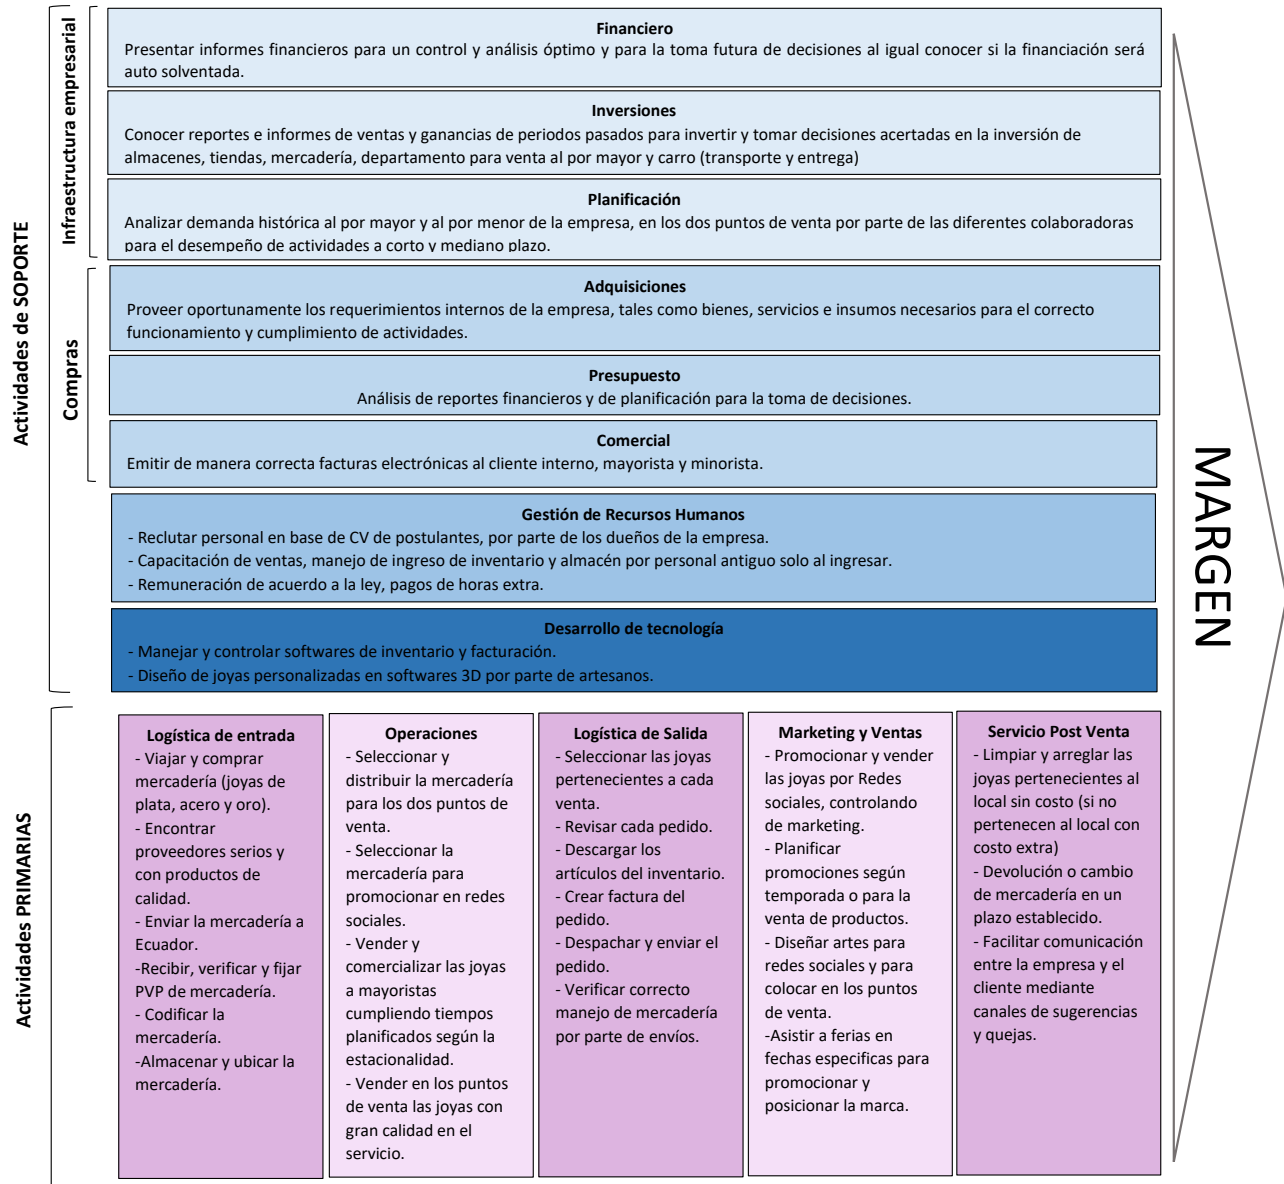 Actividades de SOPORTE
Infraestructura empresarial
Financiero
Presentar informes financieros para un control y análisis óptimo y para la toma futura de decisiones al igual conocer si la financiación será
auto solventada.
Inversiones
Conocer reportes e informes de ventas y ganancias de periodos pasados para invertir y tomar decisiones acertadas en la inversión de
almacenes, tiendas, mercadería, departamento para venta al por mayor y carro (transporte y entrega)
Planificación
Analizar demanda histórica al por mayor y al por menor de la empresa, en los dos puntos de venta por parte de las diferentes colaboradoras
para el desempeño de actividades a corto y mediano plazo.
Compras
Adquisiciones
Proveer oportunamente los requerimientos internos de la empresa, tales como bienes, servicios e insumos necesarios para el correcto
funcionamiento y cumplimiento de actividades.
Presupuesto
Análisis de reportes financieros y de planificación para la toma de decisiones.
Comercial
Emitir de manera correcta facturas electrónicas al cliente interno, mayorista y minorista.
Gestión de Recursos Humanos
- Reclutar personal en base de CV de postulantes, por parte de los dueños de la empresa.
- Capacitación de ventas, manejo de ingreso de inventario y almacén por personal antiguo solo al ingresar.
- Remuneración de acuerdo a la ley, pagos de horas extra.
Desarrollo de tecnología
- Manejar y controlar softwares de inventario y facturación.
- Diseño de joyas personalizadas en softwares 3D por parte de artesanos.
Actividades PRIMARIAS
Logística de entrada
- Viajar y comprar
mercadería (joyas de
plata, acero y oro).
- Encontrar
proveedores serios y
con productos de
calidad.
- Enviar la mercadería a
Ecuador.
-Recibir, verificar y fijar
PVP de mercadería.
- Codificar la
mercadería.
-Almacenar y ubicar la
mercadería.
Operaciones
- Seleccionar y
distribuir la mercadería
para los dos puntos de
venta.
- Seleccionar la
mercadería para
promocionar en redes
sociales.
- Vender y
comercializar las joyas
a mayoristas
cumpliendo tiempos
planificados según la
estacionalidad.
- Vender en los puntos
de venta las joyas con
gran calidad en el
servicio.
Logística de Salida
- Seleccionar las joyas
pertenecientes a cada
venta.
- Revisar cada pedido.
- Descargar los
artículos del inventario.
- Crear factura del
pedido.
- Despachar y enviar el
pedido.
- Verificar correcto
manejo de mercadería
por parte de envíos.
Marketing y Ventas
- Promocionar y vender
las joyas por Redes
sociales, controlando
de marketing.
- Planificar
promociones según
temporada o para la
venta de productos.
- Diseñar artes para
redes sociales y para
colocar en los puntos
de venta.
-Asistir a ferias en
fechas especificas para
promocionar y
posicionar la marca.
Servicio Post Venta
- Limpiar y arreglar las
joyas pertenecientes al
local sin costo (si no
pertenecen al local con
costo extra)
- Devolución o cambio
de mercadería en un
plazo establecido.
- Facilitar comunicación
entre la empresa y el
cliente mediante
canales de sugerencias
y quejas.
MARGEN